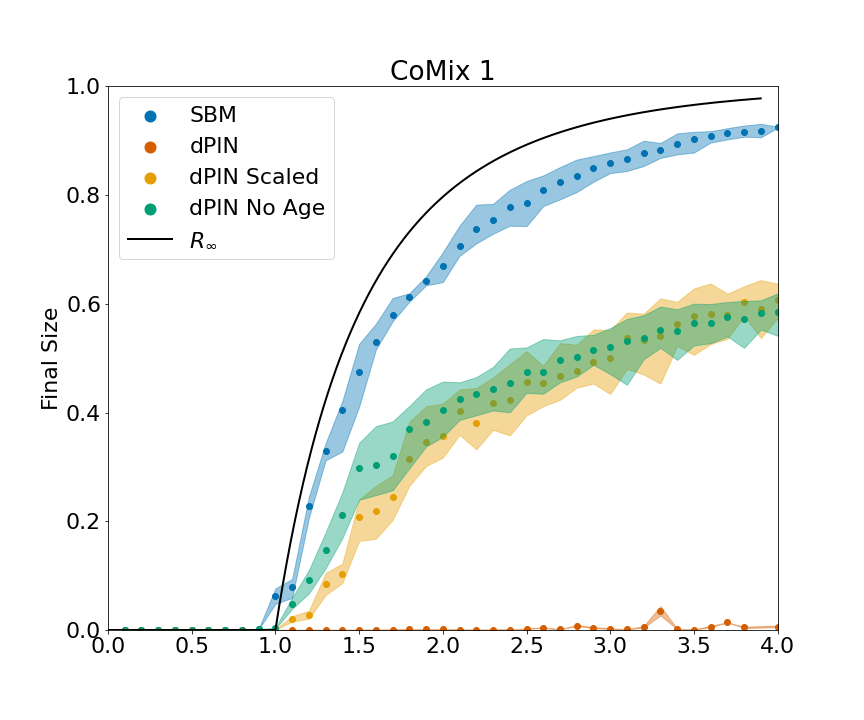 CoMix 1
1.0
0.8
0.6
0.4
0.2
0.0
Final Size
SBM
dPIN
dPIN Scaled
dPIN No Age
R∞
0.0 0.5 1.0 1.5 2.0 2.5 3.0 3.5 4.0